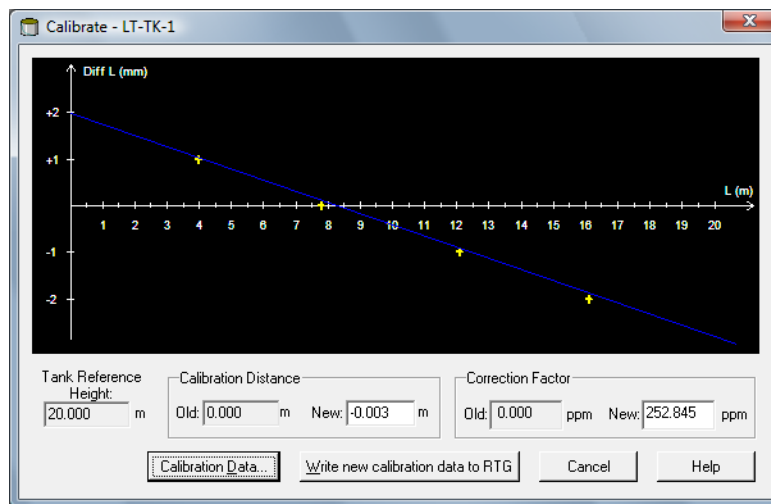 Calibrate - LT-TK-1
Diff L (mm)
+2
+1
L (m)
1 2 3 4 5 6 7 8 9 10 11 12 13 14 15 16 17 18 19 20
-1
-2
Tank Reference Height:
20.000 m
Calibration Distance
Old: 0.000 m New: -0.003 m
Correction Factor
Old: 0.000 ppm New: 252.845 ppm
Calibration Data... Write new calibration data to RTG Cancel Help